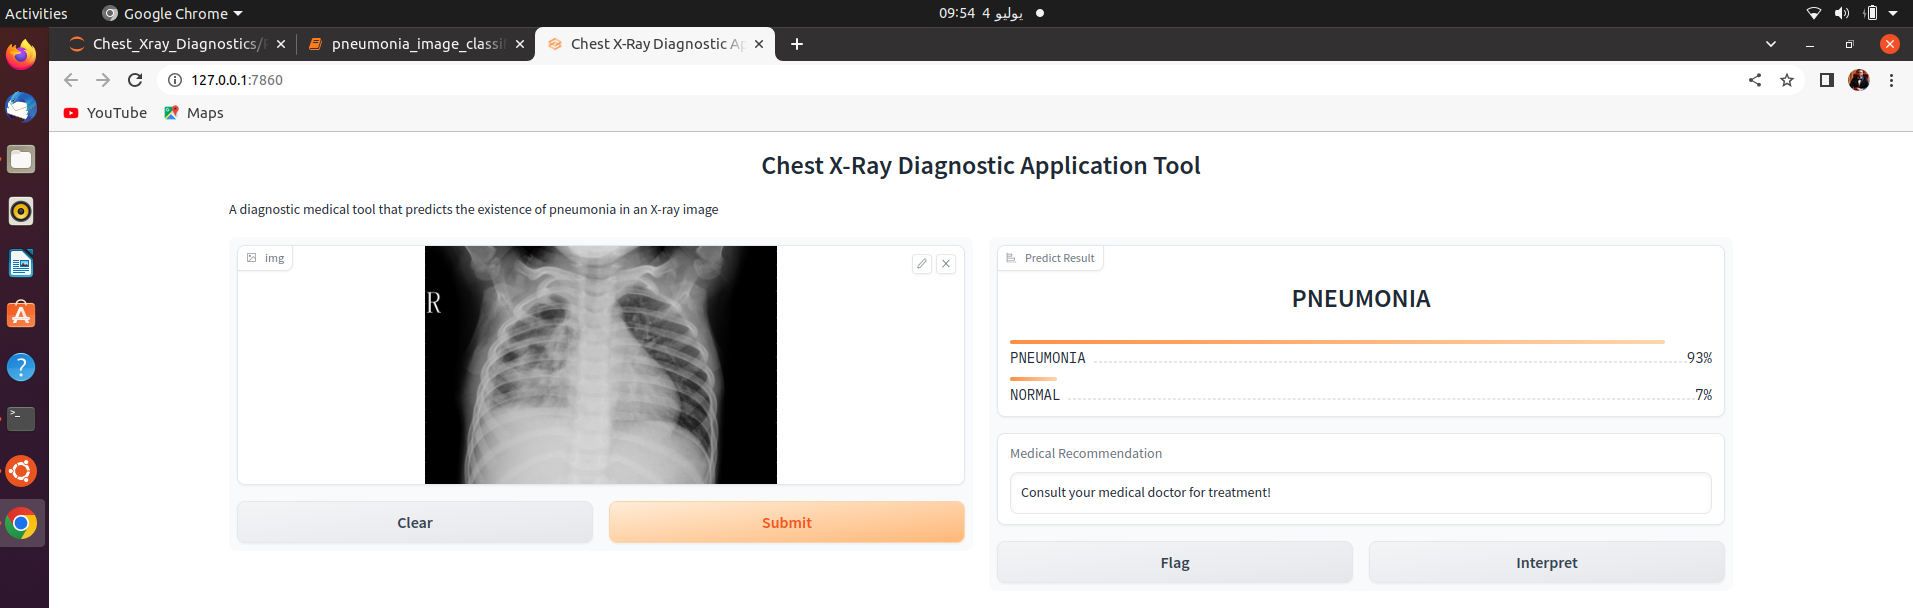 Activities
Google Chrome
09:54 4 يوليو
Chest_Xray_Diagnostics/
pneumonia_image_classi
Chest X-Ray Diagnostic Ap
127.0.0.1:7860
YouTube
Maps
Chest X-Ray Diagnostic Application Tool
A diagnostic medical tool that predicts the existence of pneumonia in an X-ray image
img
R
Clear
Submit
Predict Result
PNEUMONIA
PNEUMONIA 93%
NORMAL 7%
Medical Recommendation
Consult your medical doctor for treatment!
Flag
Interpret